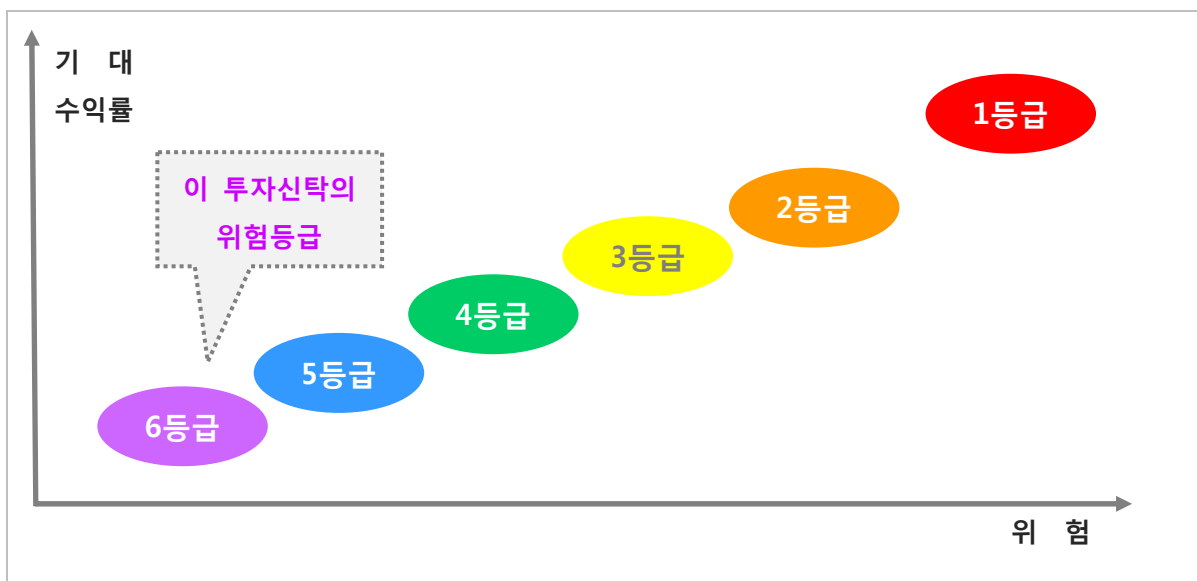 기 대
수익률
1등급
이 투자신탁의
위험등급
2등급
3등급
4등급
5등급
6등급
위 험